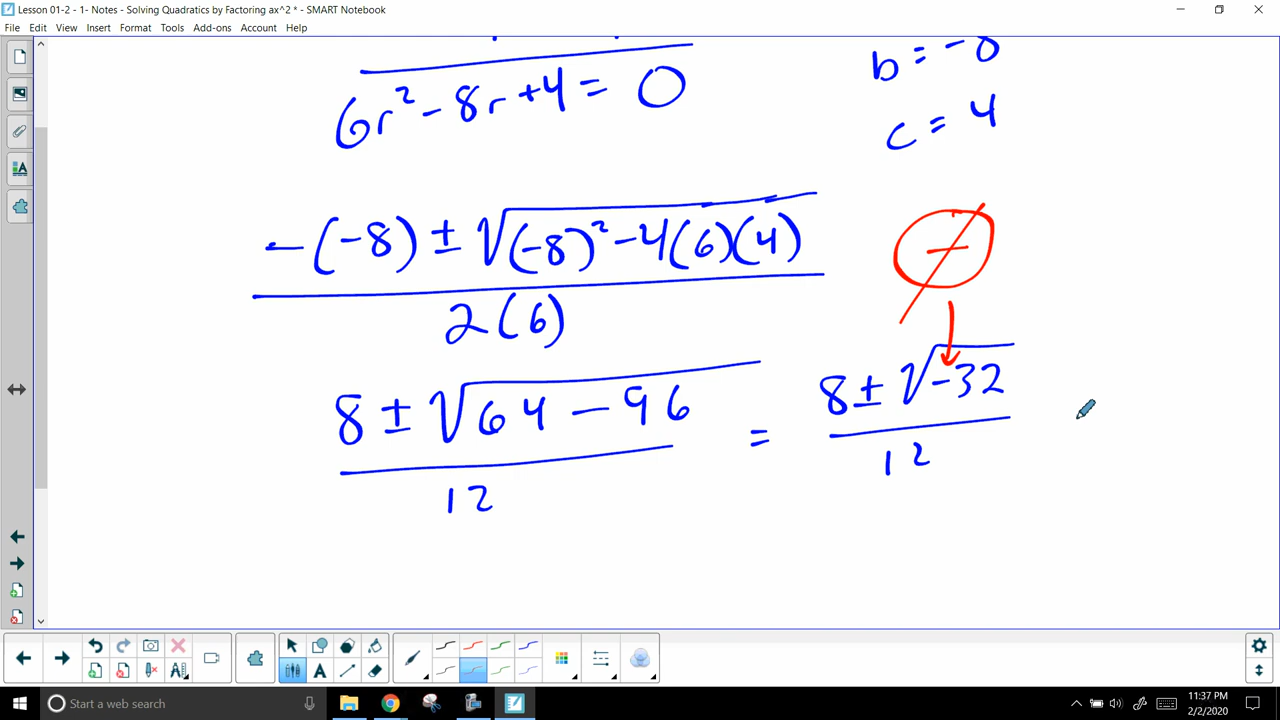 Lesson 01-2 - 1- Notes - Solving Quadratics by Factoring ax^2 * - SMART Notebook
File Edit View Insert Format Tools Add-ons Account Help
b = -8
6r² - 8r + 4 = 0
c = 4
-(-8) ± √(-8)² - 4(6)(4)
2(6)
8 ± √64 - 96
12
=
8 ± √-32
12
Start a web search
11:37 PM
2/2/2020